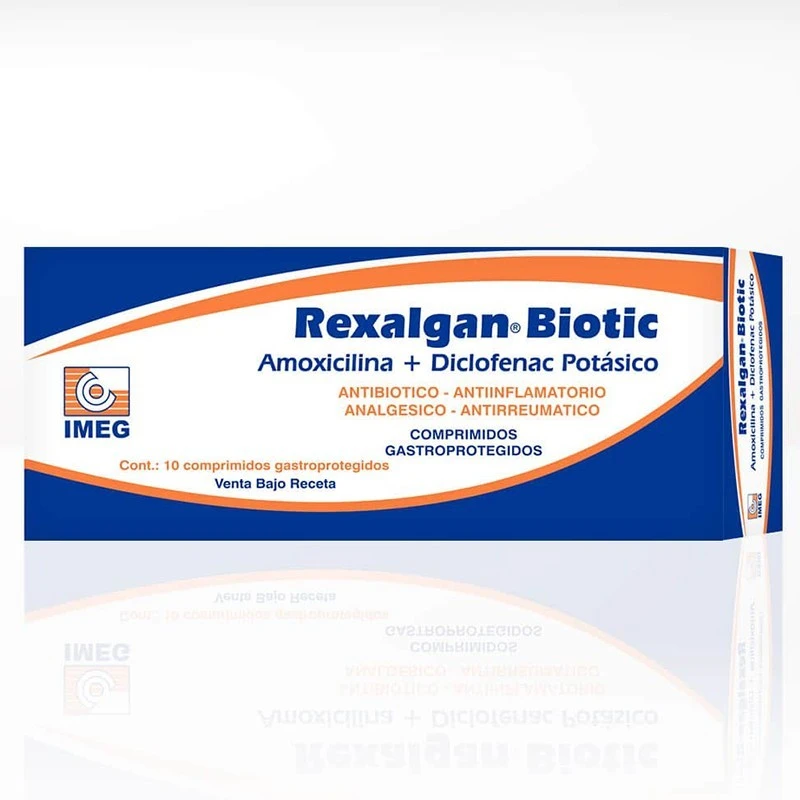 Rexalgan® Biotic
Amoxicilina + Diclofenac Potásico
ANTIBIOTICO - ANTIINFLAMATORIO
ANALGESICO - ANTIRREUMATICO
COMPRIMIDOS
GASTROPROTEGIDOS
IMEG
Cont.: 10 comprimidos gastroprotegidos
Venta Bajo Receta
Rexalgan® Biotic
Amoxicilina + Diclofenac Potásico
COMPRIMIDOS GASTROPROTEGIDOS
IMEG